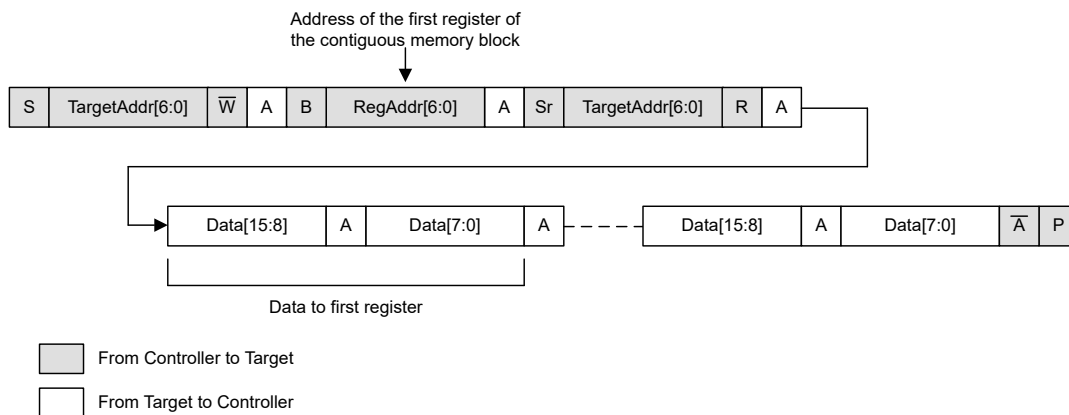 Address of the first register of
the contiguous memory block
S TargetAddr[6:0] W̅ A B RegAddr[6:0] A Sr TargetAddr[6:0] R A
Data[15:8] A Data[7:0] A Data[15:8] A Data[7:0] A̅ P
Data to first register
From Controller to Target
From Target to Controller